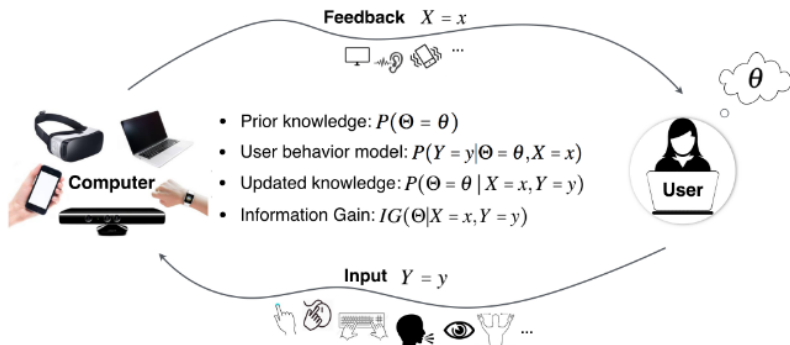 Feedback X = x
...
θ
• Prior knowledge: P(Θ = θ)
• User behavior model: P(Y = y|Θ = θ, X = x)
• Updated knowledge: P(Θ = θ | X = x, Y = y)
• Information Gain: IG(Θ|X = x, Y = y)
Computer
User
Input Y = y
...